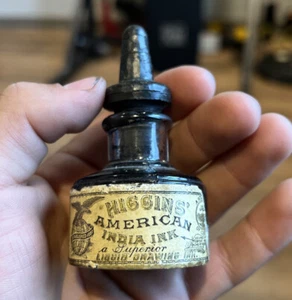 HIGGINS'
AMERICAN
INDIA INK
a Superior
LIQUID DRAWING INK